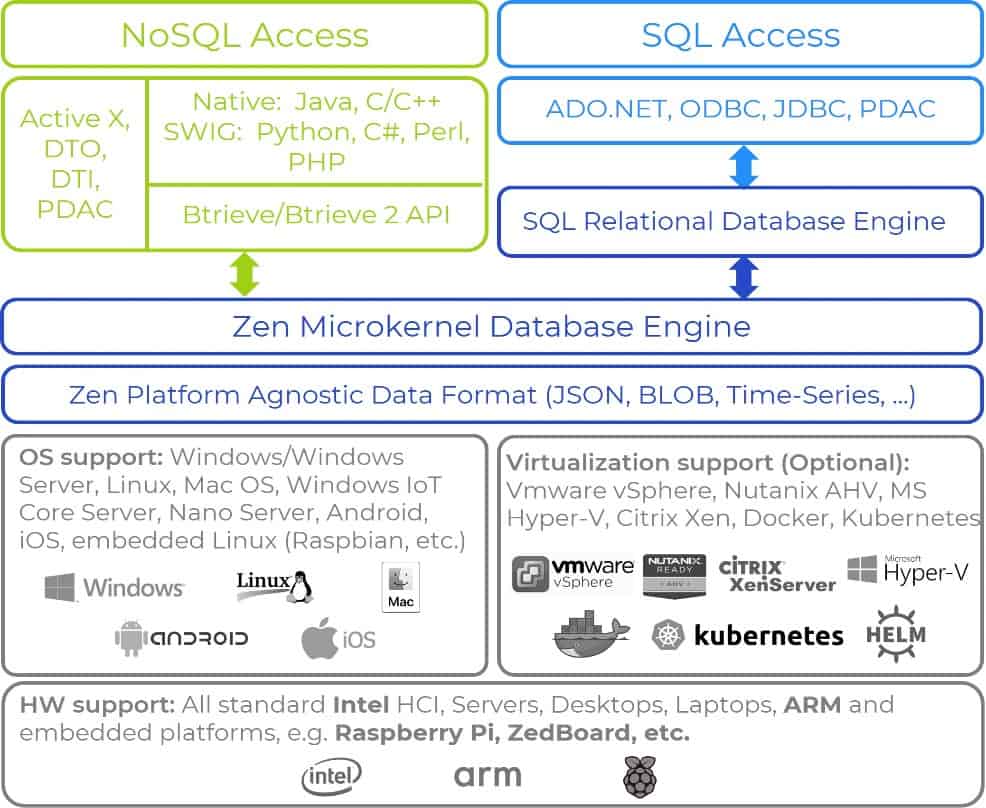 NoSQL Access
SQL Access
Active X,
DTO,
DTI,
PDAC
Native:  Java, C/C++
SWIG:  Python, C#, Perl,
PHP
Btrieve/Btrieve 2 API
ADO.NET, ODBC, JDBC, PDAC
SQL Relational Database Engine
Zen Microkernel Database Engine
Zen Platform Agnostic Data Format (JSON, BLOB, Time-Series, ...)
OS support: Windows/Windows
Server, Linux, Mac OS, Windows IoT
Core Server, Nano Server, Android,
iOS, embedded Linux (Raspbian, etc.)
Windows
Linux
Mac
ANDROID
iOS
Virtualization support (Optional):
Vmware vSphere, Nutanix AHV, MS
Hyper-V, Citrix Xen, Docker, Kubernetes
vmware
vSphere
NUTANIX
READY
AHV
CİTRIX
XenServer
Microsoft
Hyper-V
kubernetes
HELM
HW support: All standard Intel HCI, Servers, Desktops, Laptops, ARM and
embedded platforms, e.g. Raspberry Pi, ZedBoard, etc.
intel
arm